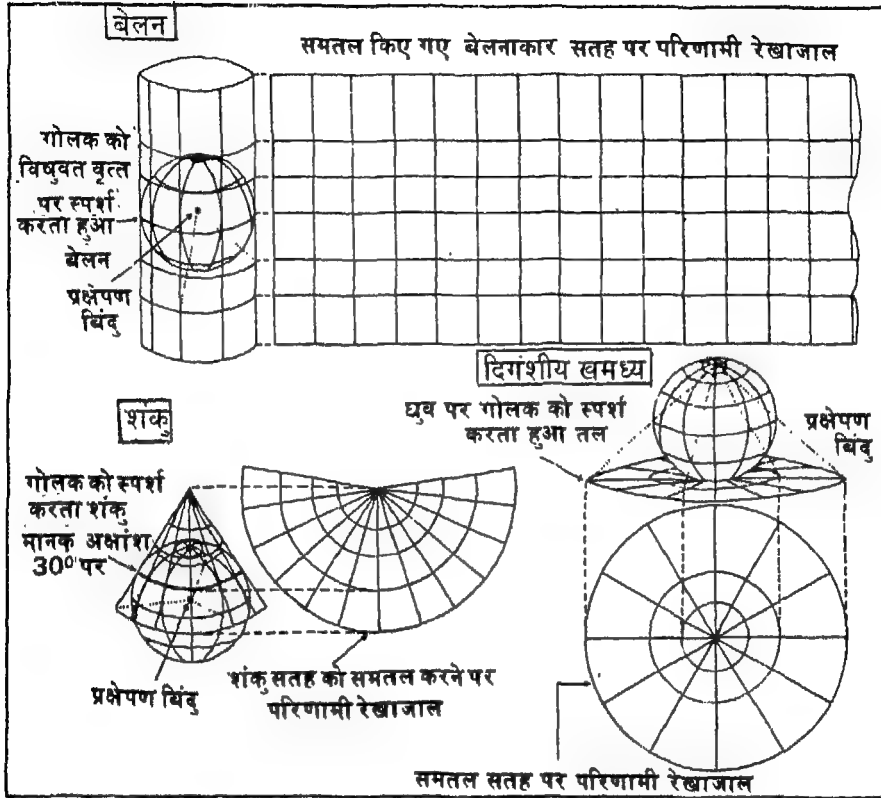 बेलन
समतल किए गए बेलनाकार सतह पर परिणामी रेखाजाल
गोलक को
विषुवत वृत्त
पर स्पर्श
करता हुआ
बेलन
प्रक्षेपण
बिंदु
दिगंशीय खमध्य
ध्रुव पर गोलक को स्पर्श
करता हुआ तल
प्रक्षेपण
बिंदु
शंकु
गोलक को स्पर्श
करता शंकु
मानक अक्षांश
30° पर
प्रक्षेपण बिंदु
शंकु सतह को समतल करने पर
परिणामी रेखाजाल
समतल सतह पर परिणामी रेखाजाल